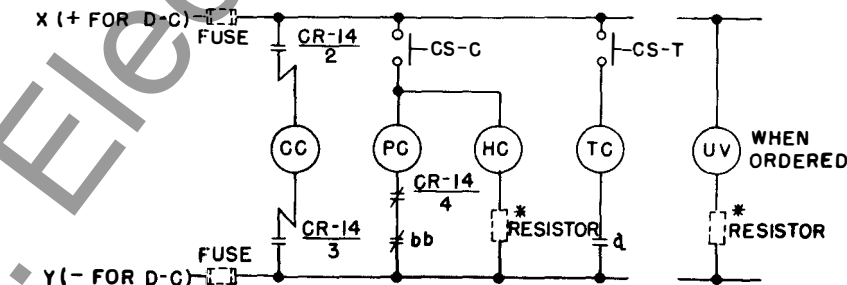 X (+ FOR D-C)
FUSE
CR-14
2
CS-C
CS-T
CC
PC
HC
TC
UV
WHEN
ORDERED
CR-14
4
CR-14
3
bb
*
RESISTOR
a
*
RESISTOR
FUSE
Y (- FOR D-C)
. Elec